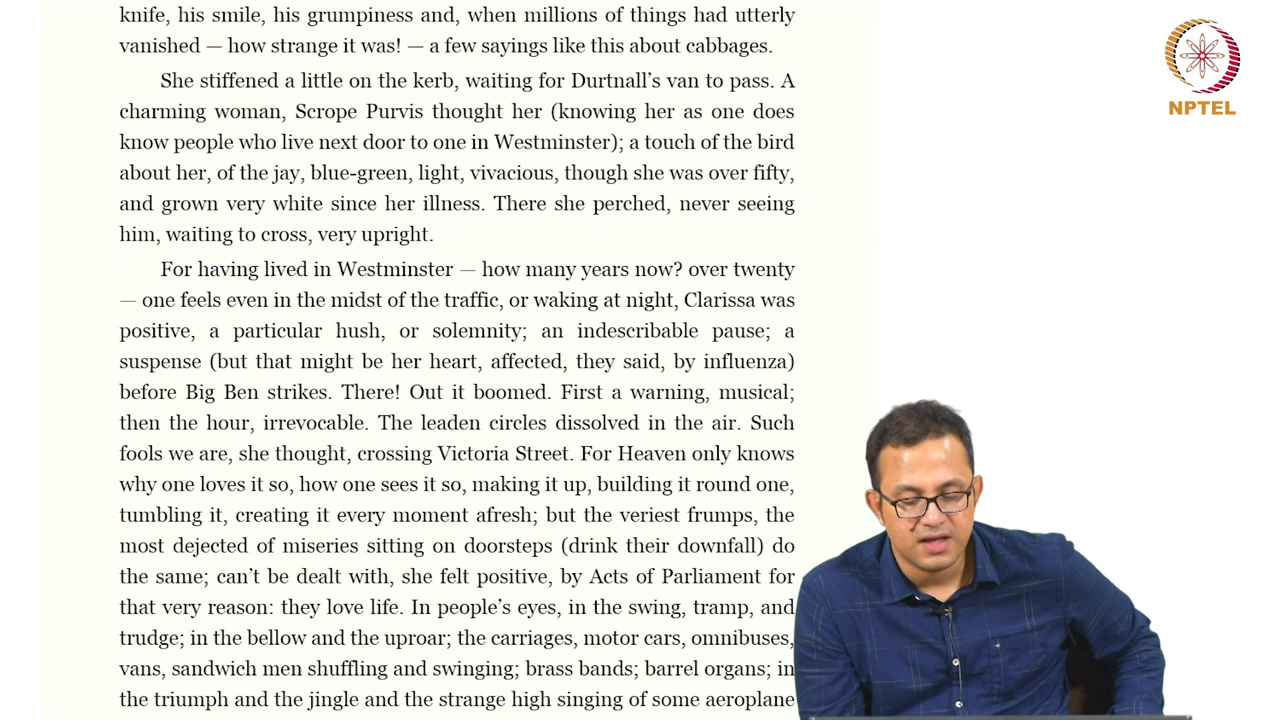 knife, his smile, his grumpiness and, when millions of things had utterly
vanished — how strange it was! — a few sayings like this about cabbages.
She stiffened a little on the kerb, waiting for Durtnall’s van to pass. A
charming woman, Scrope Purvis thought her (knowing her as one does
know people who live next door to one in Westminster); a touch of the bird
about her, of the jay, blue-green, light, vivacious, though she was over fifty,
and grown very white since her illness. There she perched, never seeing
him, waiting to cross, very upright.
For having lived in Westminster — how many years now? over twenty
— one feels even in the midst of the traffic, or waking at night, Clarissa was
positive, a particular hush, or solemnity; an indescribable pause; a
suspense (but that might be her heart, affected, they said, by influenza)
before Big Ben strikes. There! Out it boomed. First a warning, musical;
then the hour, irrevocable. The leaden circles dissolved in the air. Such
fools we are, she thought, crossing Victoria Street. For Heaven only knows
why one loves it so, how one sees it so, making it up, building it round one,
tumbling it, creating it every moment afresh; but the veriest frumps, the
most dejected of miseries sitting on doorsteps (drink their downfall) do
the same; can’t be dealt with, she felt positive, by Acts of Parliament for
that very reason: they love life. In people’s eyes, in the swing, tramp, and
trudge; in the bellow and the uproar; the carriages, motor cars, omnibuses,
vans, sandwich men shuffling and swinging; brass bands; barrel organs; in
the triumph and the jingle and the strange high singing of some aeroplane
NPTEL